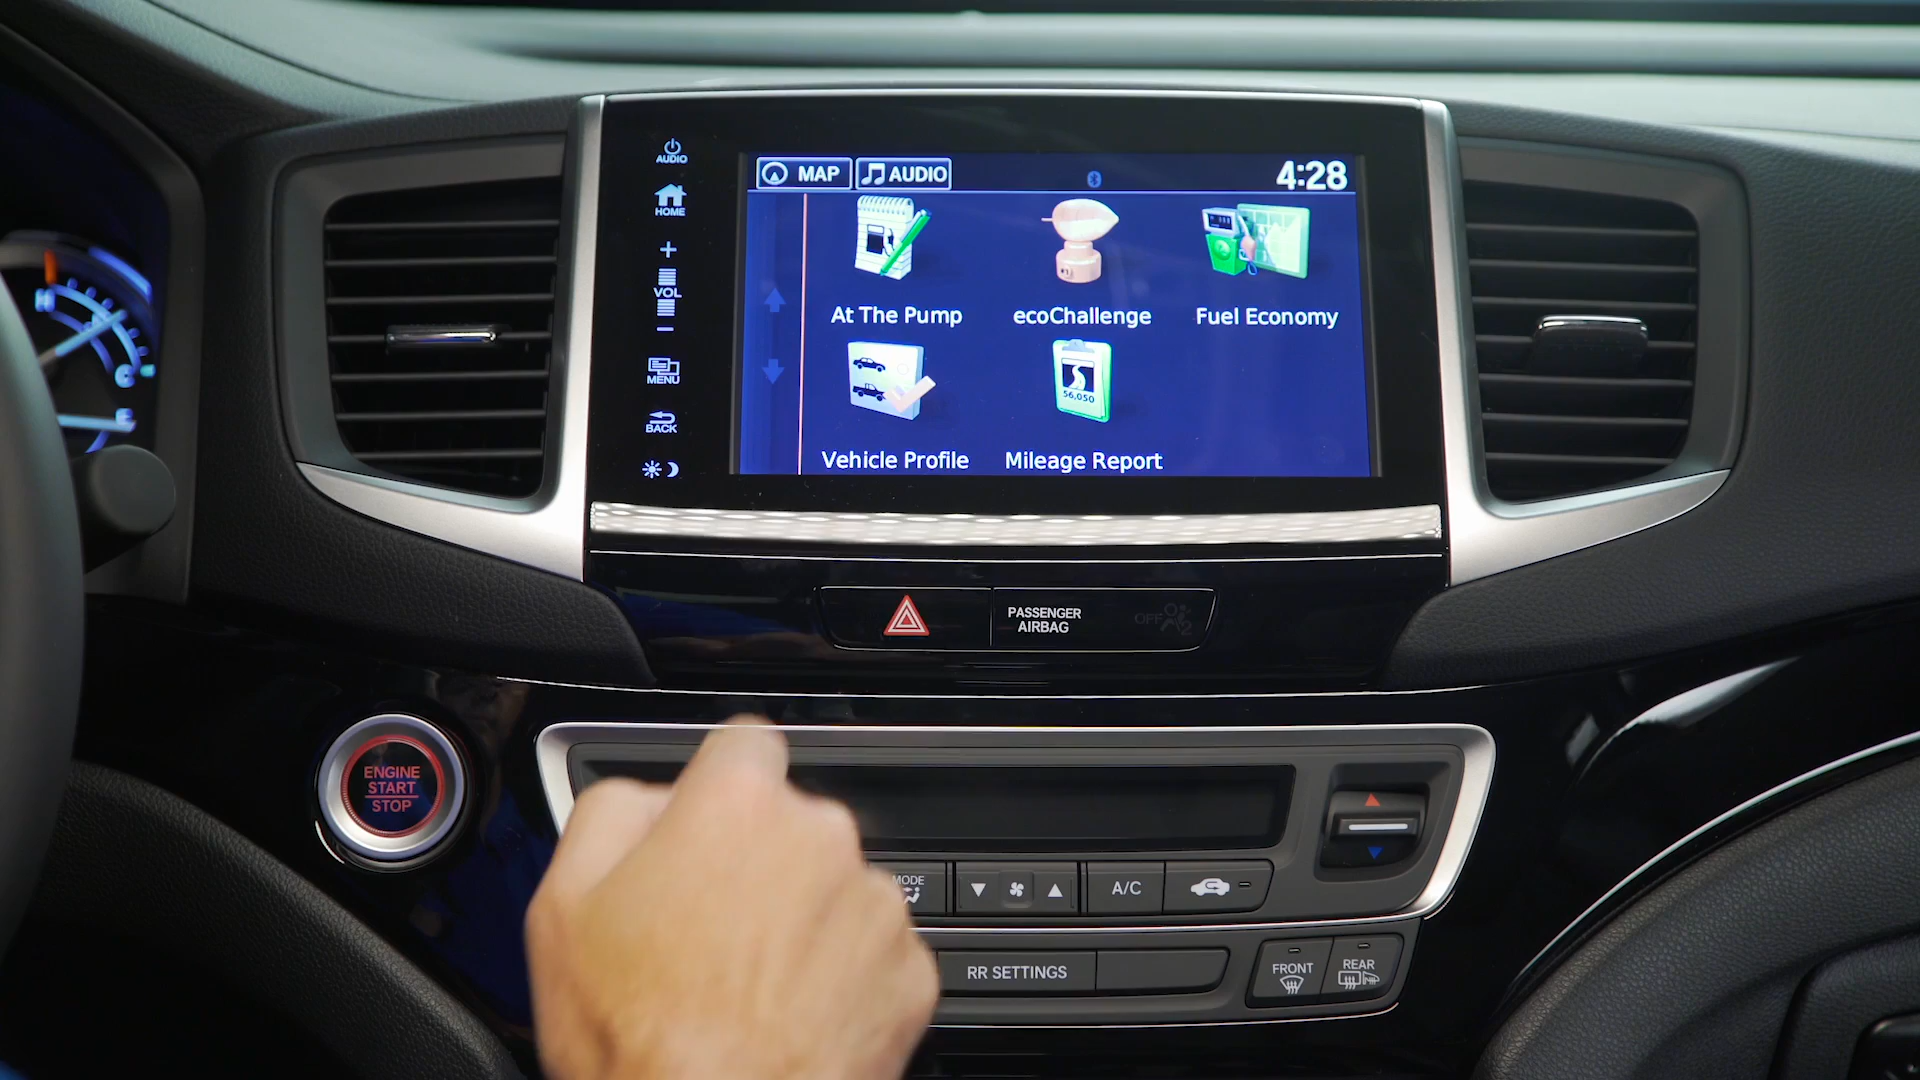 AUDIO
HOME
+
VOL
−
MENU
BACK
MAP
AUDIO
4:28
At The Pump
ecoChallenge
Fuel Economy
56,050
Vehicle Profile
Mileage Report
H
C
E
PASSENGER
AIRBAG
OFF
2
ENGINE
START
STOP
MODE
A/C
RR SETTINGS
FRONT
REAR